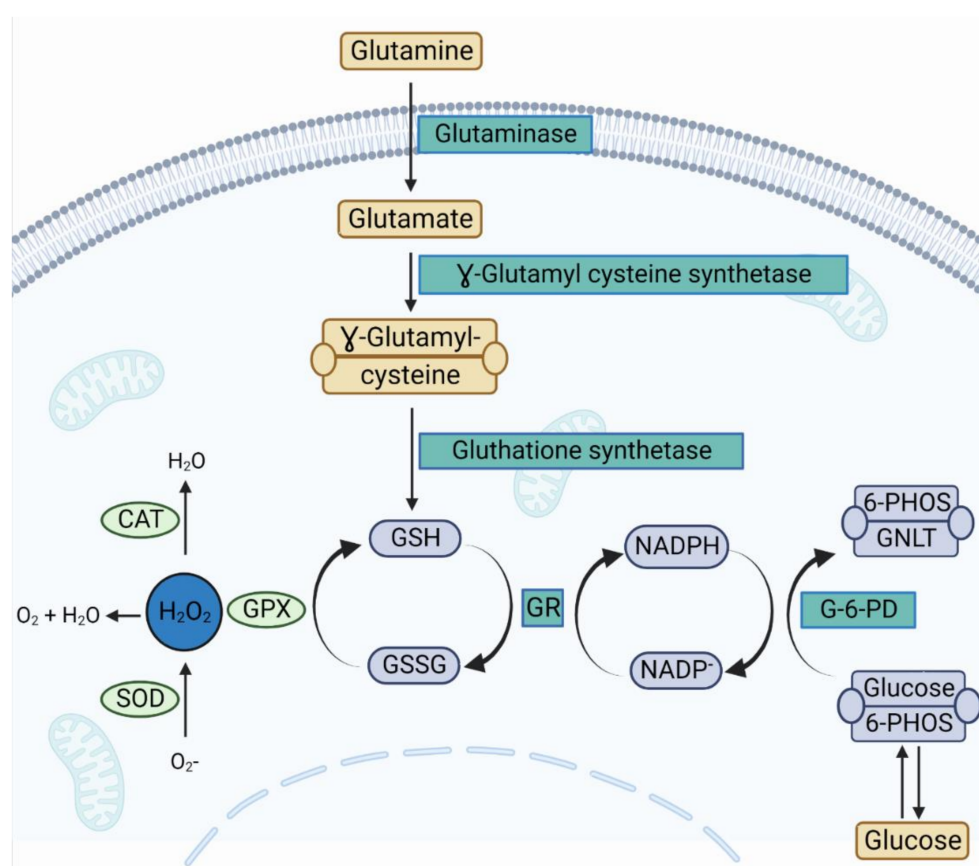 Glutamine
Glutaminase
Glutamate
Ɣ-Glutamyl cysteine synthetase
Ɣ-Glutamyl-
cysteine
Gluthatione synthetase
H₂O
CAT
GSH
NADPH
6-PHOS
GNLT
O₂ + H₂O
H₂O₂
GPX
GR
G-6-PD
SOD
GSSG
NADP⁻
Glucose
6-PHOS
O₂-
Glucose